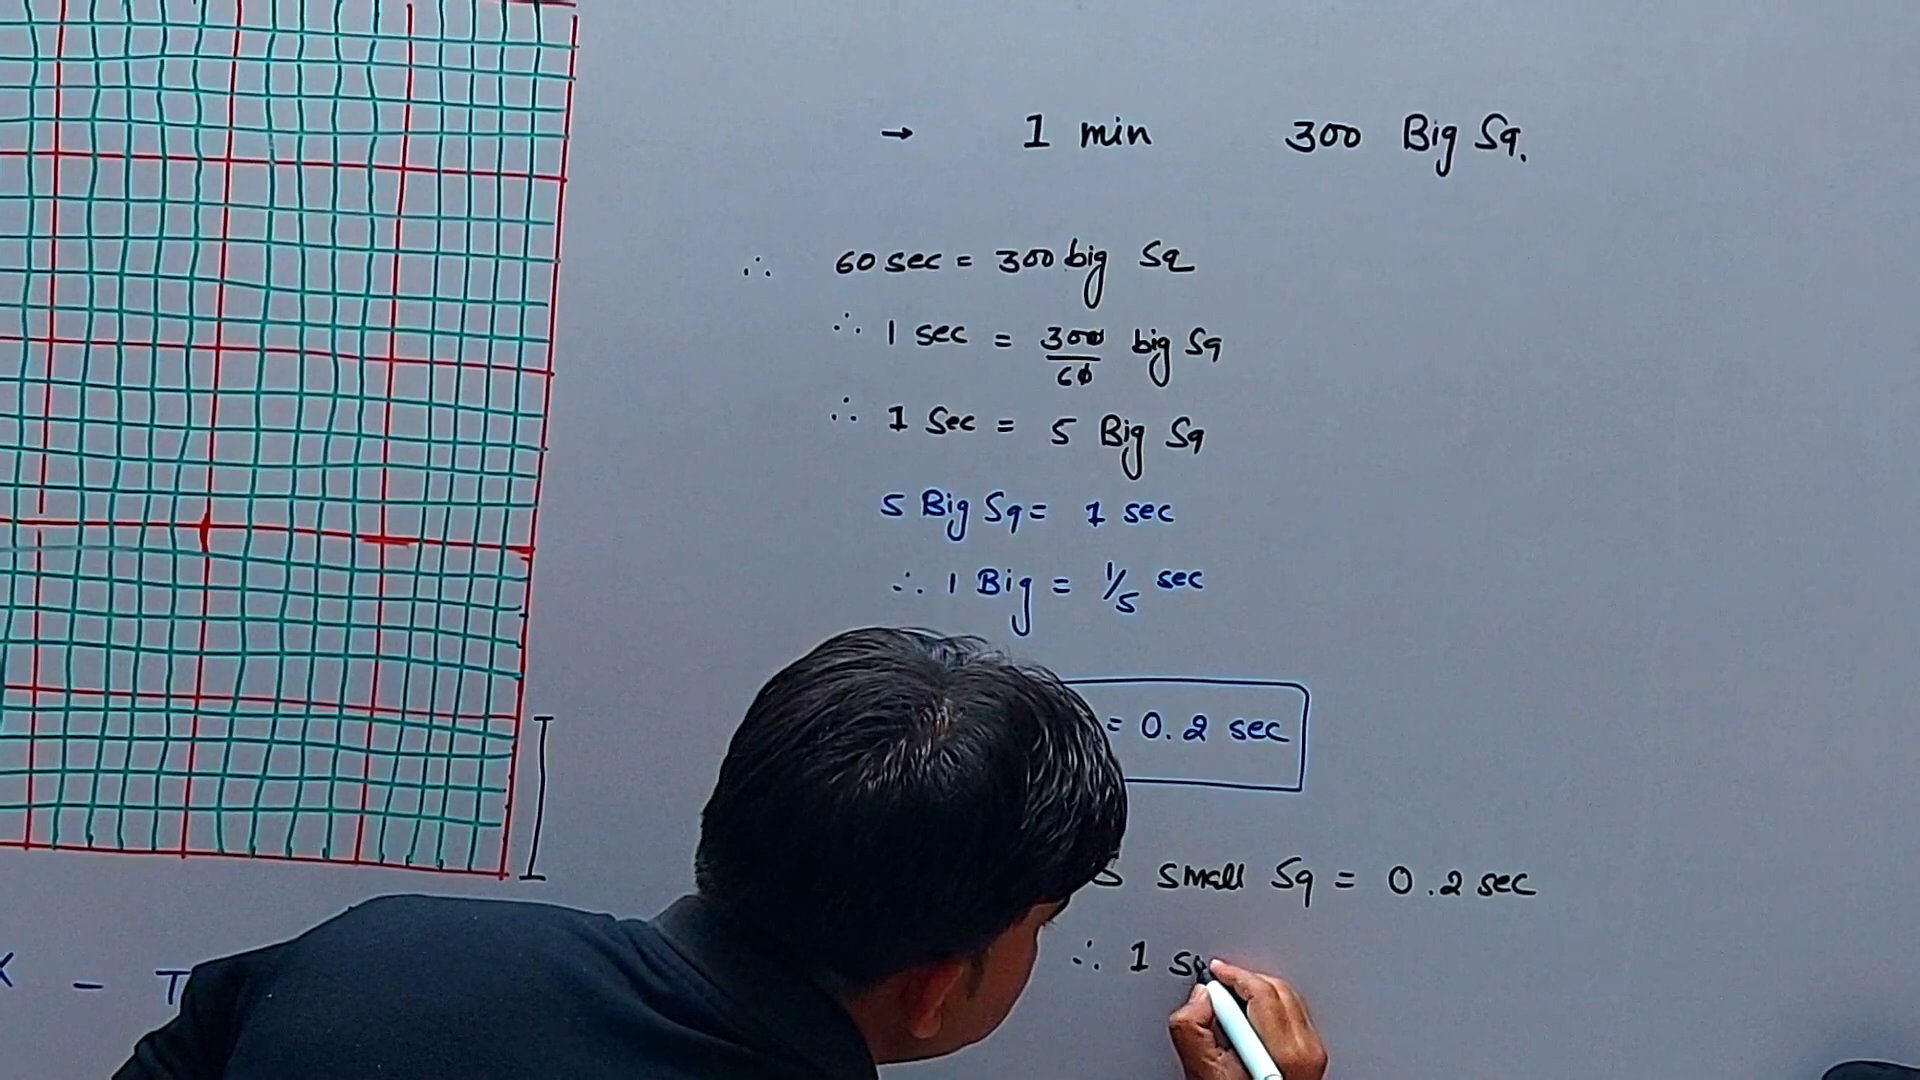 → 1 min 300 Big Sq.
∴ 60 sec = 300 big Sq
∴ 1 sec = 300/60 big Sq
∴ 1 Sec = 5 Big Sq
5 Big Sq = 1 sec
∴ 1 Big = 1/5 sec
= 0.2 sec
5 small Sq = 0.2 sec
∴ 1 sm
X - T